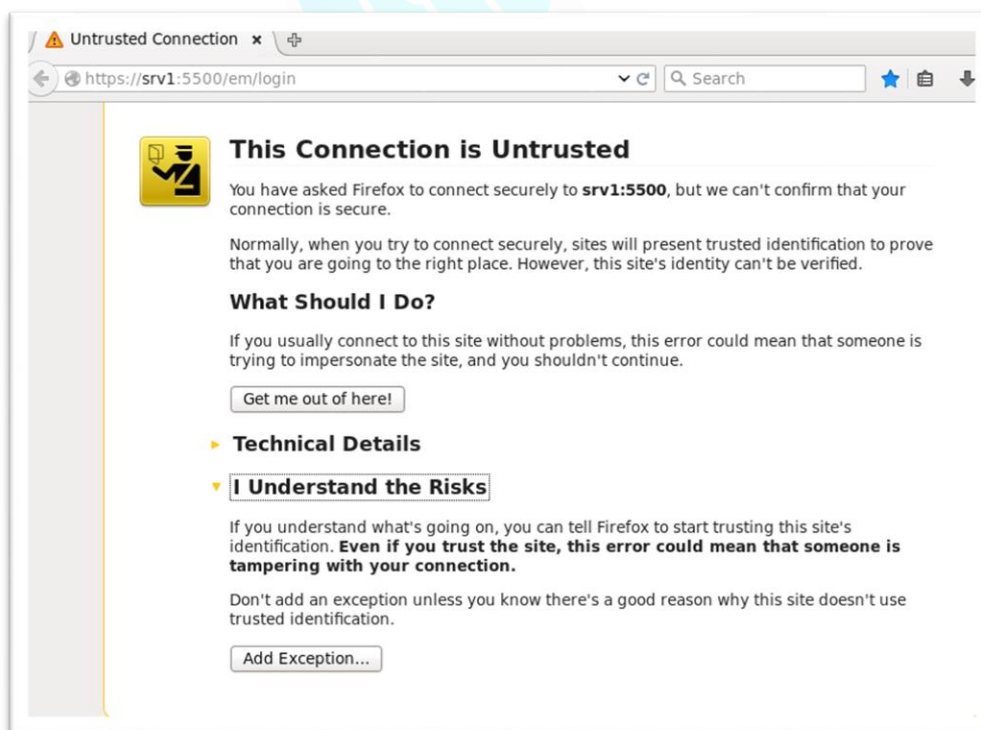 Untrusted Connection
https://srv1:5500/em/login
Search
This Connection is Untrusted
You have asked Firefox to connect securely to srv1:5500, but we can't confirm that your
connection is secure.
Normally, when you try to connect securely, sites will present trusted identification to prove
that you are going to the right place. However, this site's identity can't be verified.
What Should I Do?
If you usually connect to this site without problems, this error could mean that someone is
trying to impersonate the site, and you shouldn't continue.
Get me out of here!
Technical Details
I Understand the Risks
If you understand what's going on, you can tell Firefox to start trusting this site's
identification. Even if you trust the site, this error could mean that someone is
tampering with your connection.
Don't add an exception unless you know there's a good reason why this site doesn't use
trusted identification.
Add Exception...